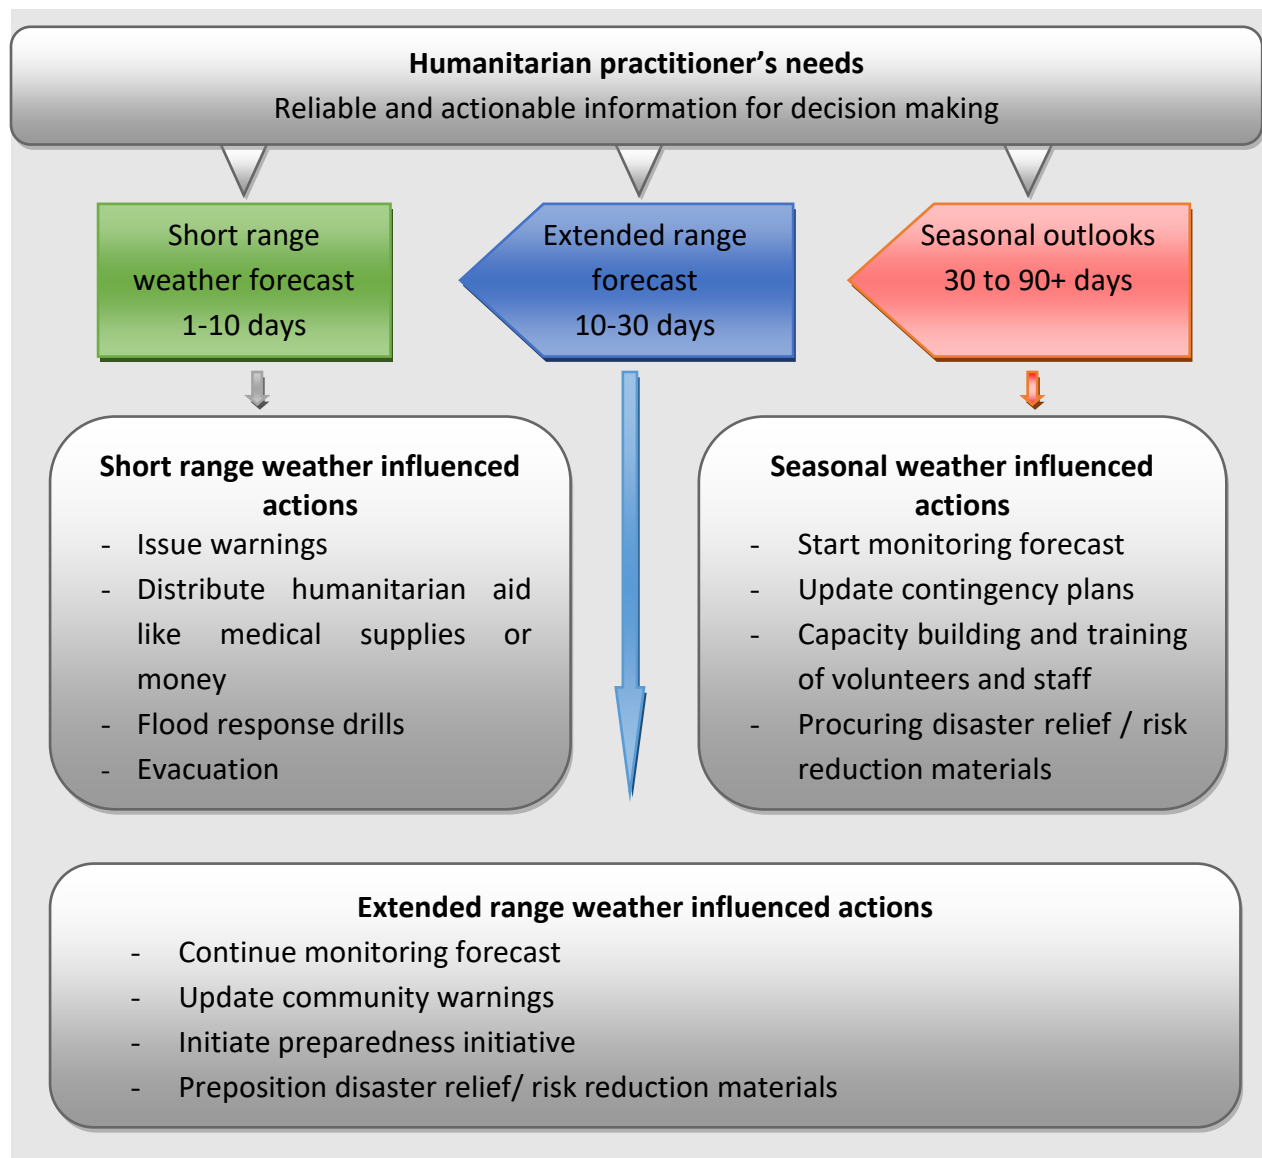 Humanitarian practitioner’s needs
Reliable and actionable information for decision making
Short range
weather forecast
1-10 days
Extended range
forecast
10-30 days
Seasonal outlooks
30 to 90+ days
Short range weather influenced
actions
- Issue warnings
- Distribute humanitarian aid
like medical supplies or
money
- Flood response drills
- Evacuation
Seasonal weather influenced
actions
- Start monitoring forecast
- Update contingency plans
- Capacity building and training
of volunteers and staff
- Procuring disaster relief / risk
reduction materials
Extended range weather influenced actions
- Continue monitoring forecast
- Update community warnings
- Initiate preparedness initiative
- Preposition disaster relief/ risk reduction materials